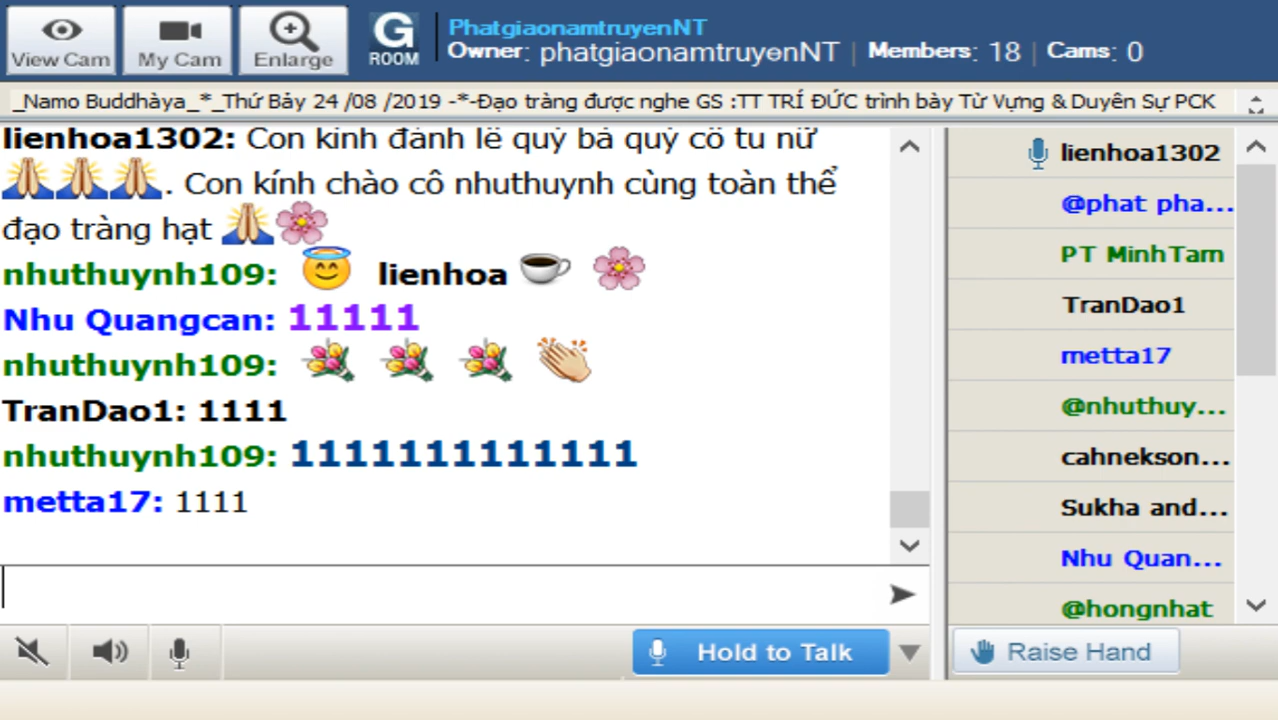 PhatgiaonamtruyenNT
View Cam My Cam Enlarge G ROOM Owner: phatgiaonamtruyenNT | Members: 18 | Cams: 0
_Namo Buddhàya_*_Thứ Bảy 24 /08 /2019 -*-Đạo tràng được nghe GS :TT TRÍ ĐỨC trình bày Từ Vựng & Duyên Sự PCK
lienhoa1302: Con kính đảnh lễ quý bà quý cô tu nữ
. Con kính chào cô nhuthuynh cùng toàn thể
đạo tràng hạt
nhuthuynh109: lienhoa
Nhu Quangcan: 11111
nhuthuynh109:
TranDao1: 1111
nhuthuynh109: 1111111111111
metta17: 1111
lienhoa1302
@phat pha...
PT MinhTam
TranDao1
metta17
@nhuthuy...
cahnekson...
Sukha and...
Nhu Quan...
@hongnhat
Hold to Talk
Raise Hand